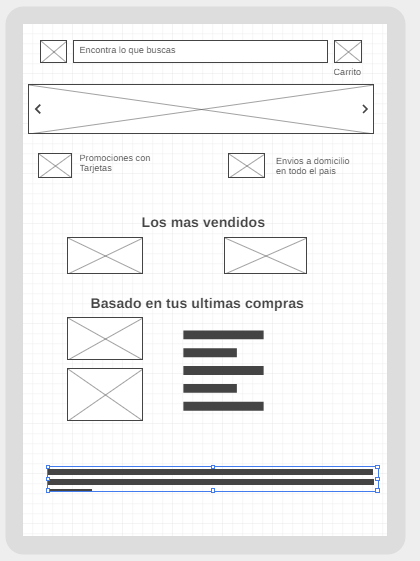 Encontra lo que buscas
Carrito
Promociones con
Tarjetas
Envios a domicilio
en todo el pais
Los mas vendidos
Basado en tus ultimas compras